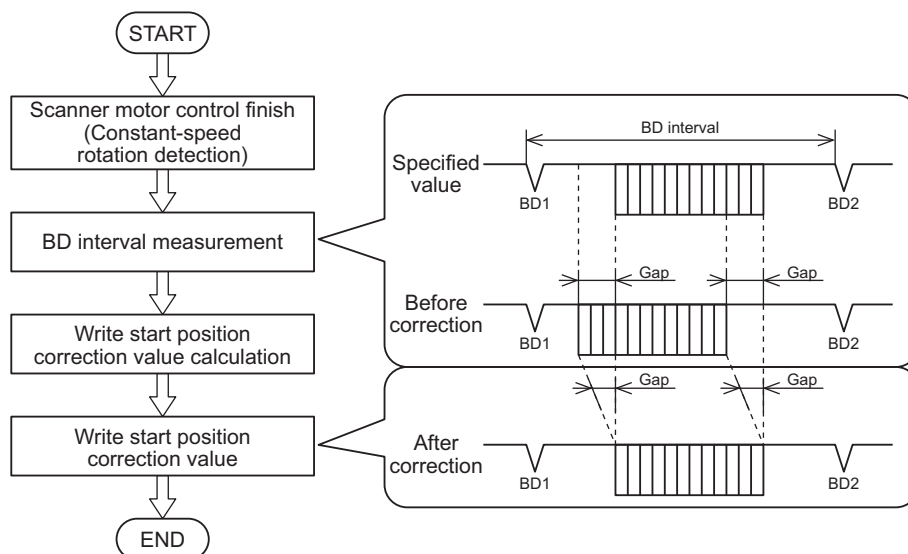 START
Scanner motor control finish
(Constant-speed
rotation detection)
BD interval measurement
Write start position
correction value calculation
Write start position
correction value
END
BD interval
Specified
value
BD1
BD2
Gap
Gap
Before
correction
BD1
BD2
Gap
Gap
After
correction
BD1
BD2